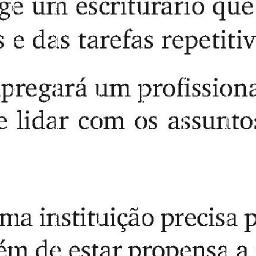 ge um escriturário que
s e das tarefas repetitiv
pregará um profissiona
e lidar com os assuntos
ma instituição precisa p
ém de estar propensa a